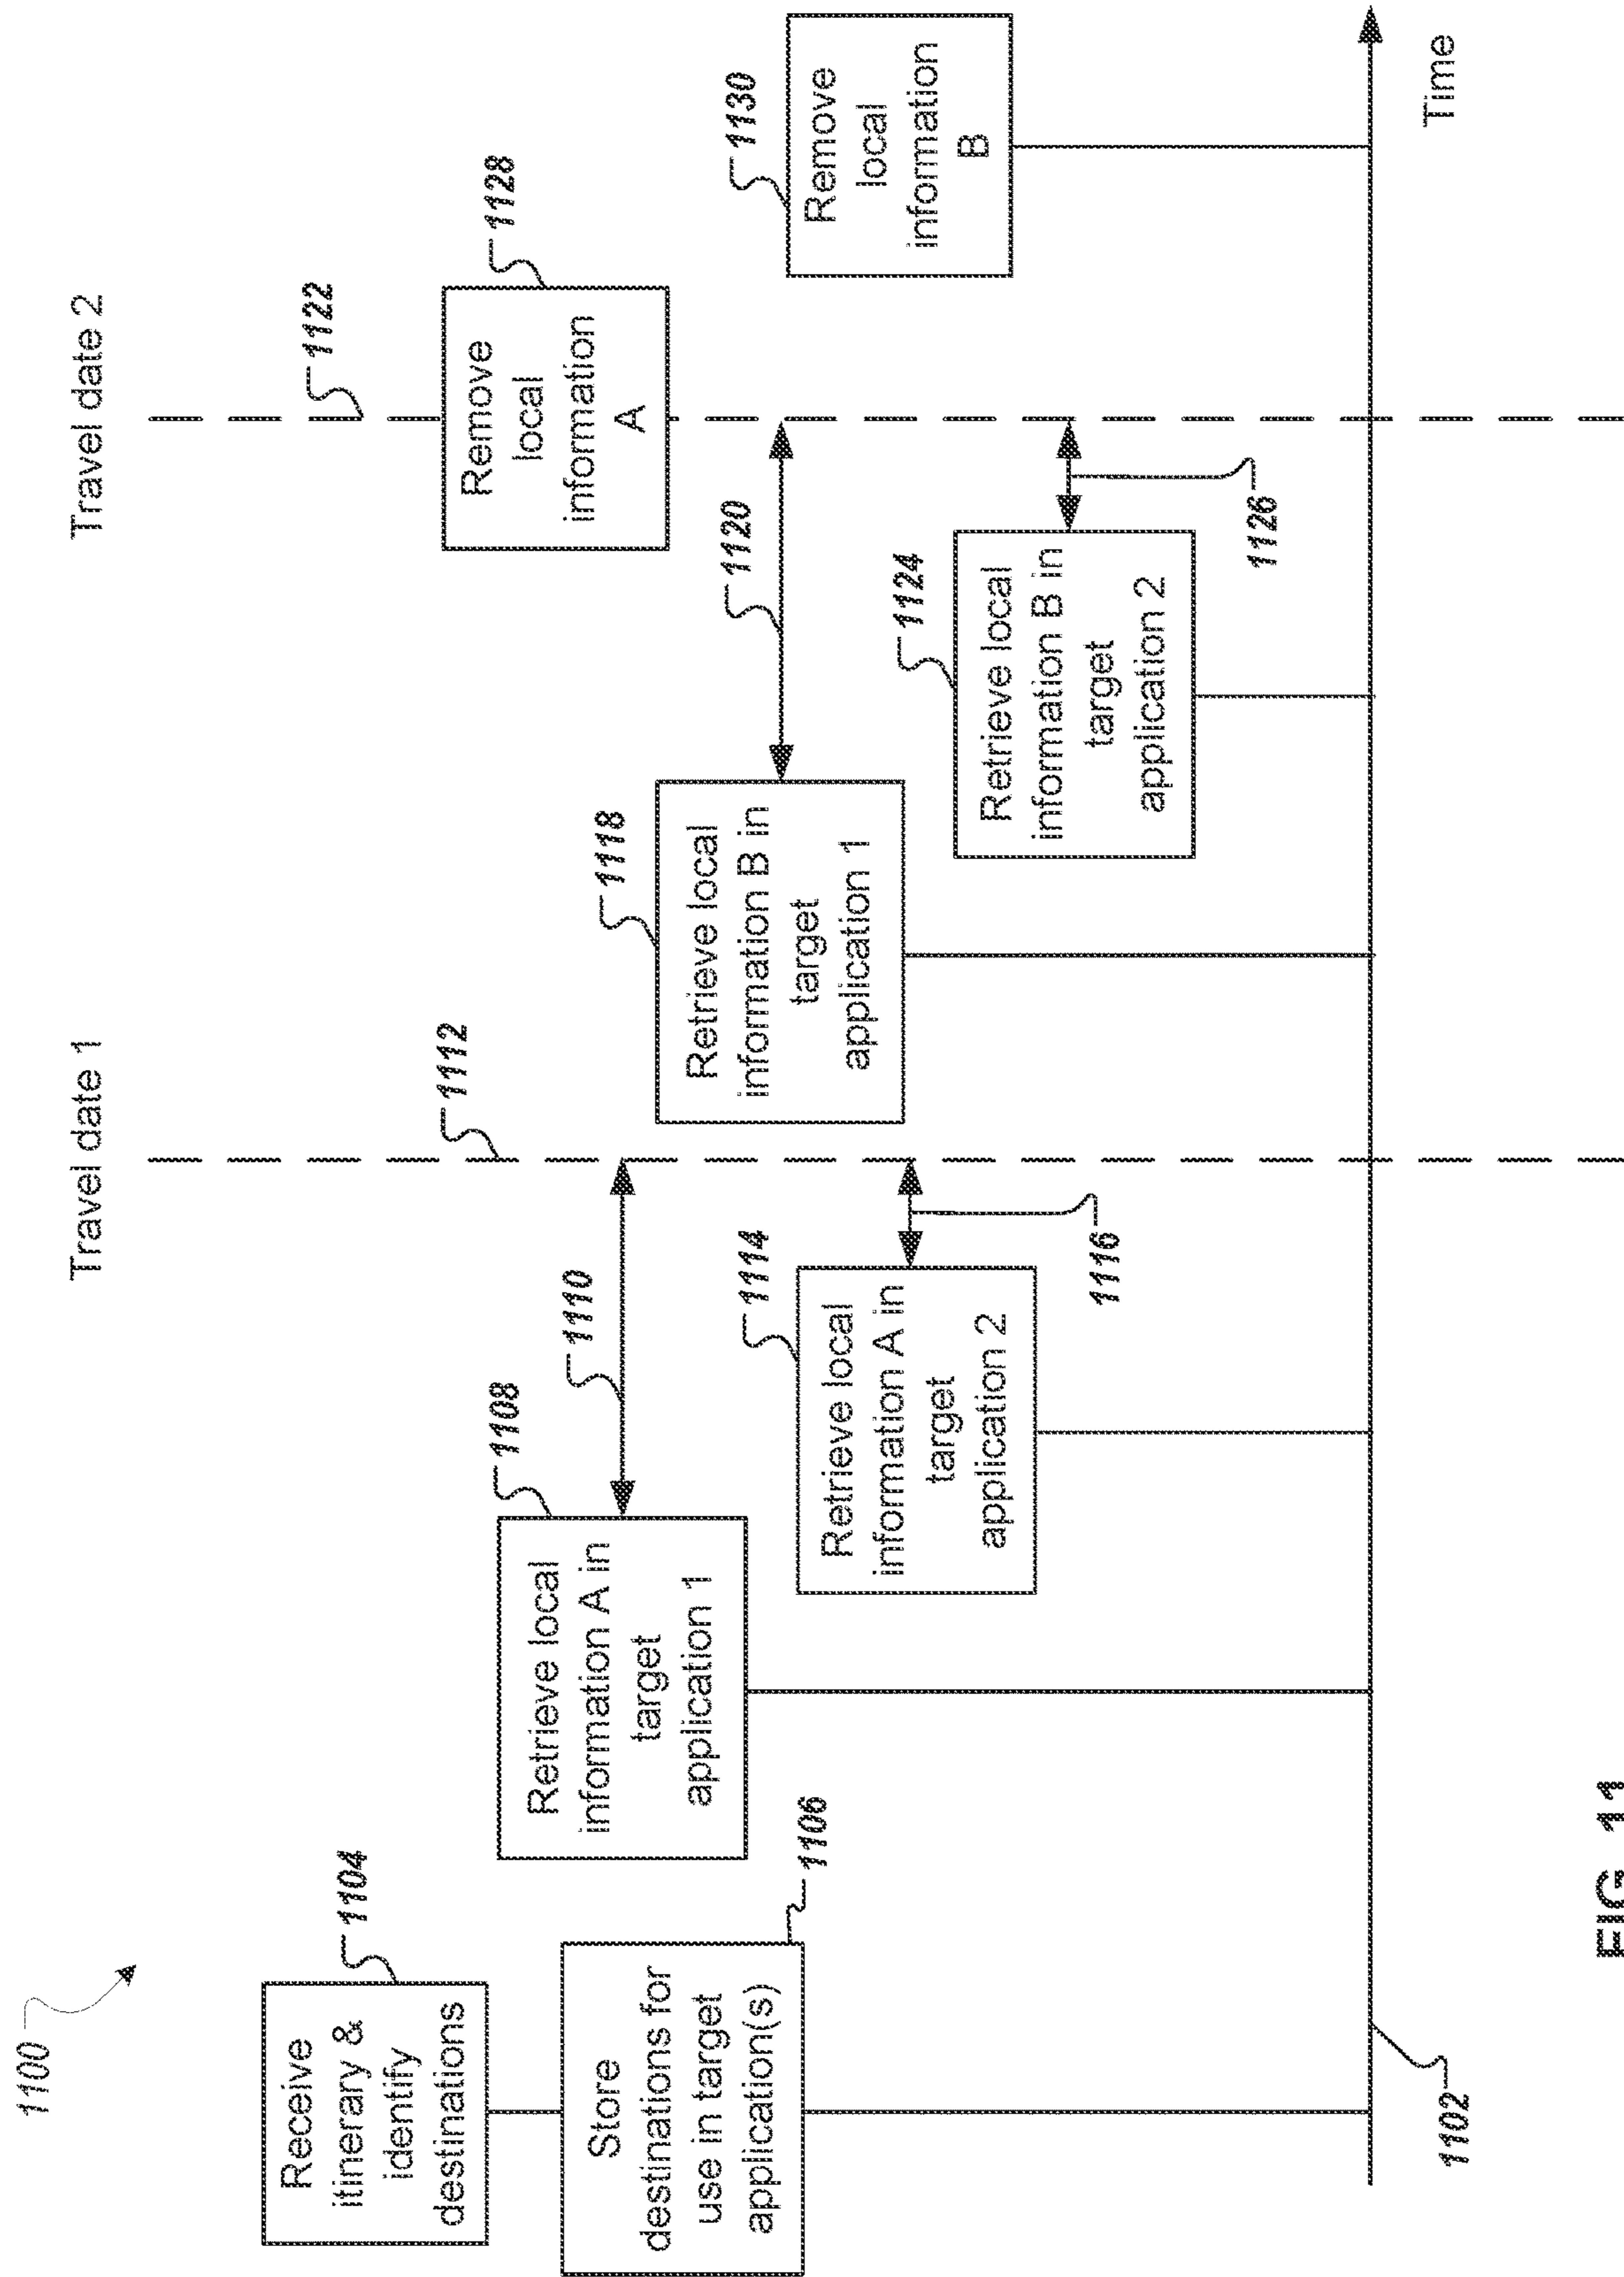 1100
Travel date 1
Travel date 2
1104
Receive
itinerary &
identify
destinations
1106
Store
destinations for
use in target
application(s)
1108
Retrieve local
information A in
target
application 1
1110
1112
1114
Retrieve local
information A in
target
application 2
1116
1118
Retrieve local
information B in
target
application 1
1120
1122
1124
Retrieve local
information B in
target
application 2
1126
1128
Remove
local
information
A
1130
Remove
local
information
B
1102
Time
FIG. 11